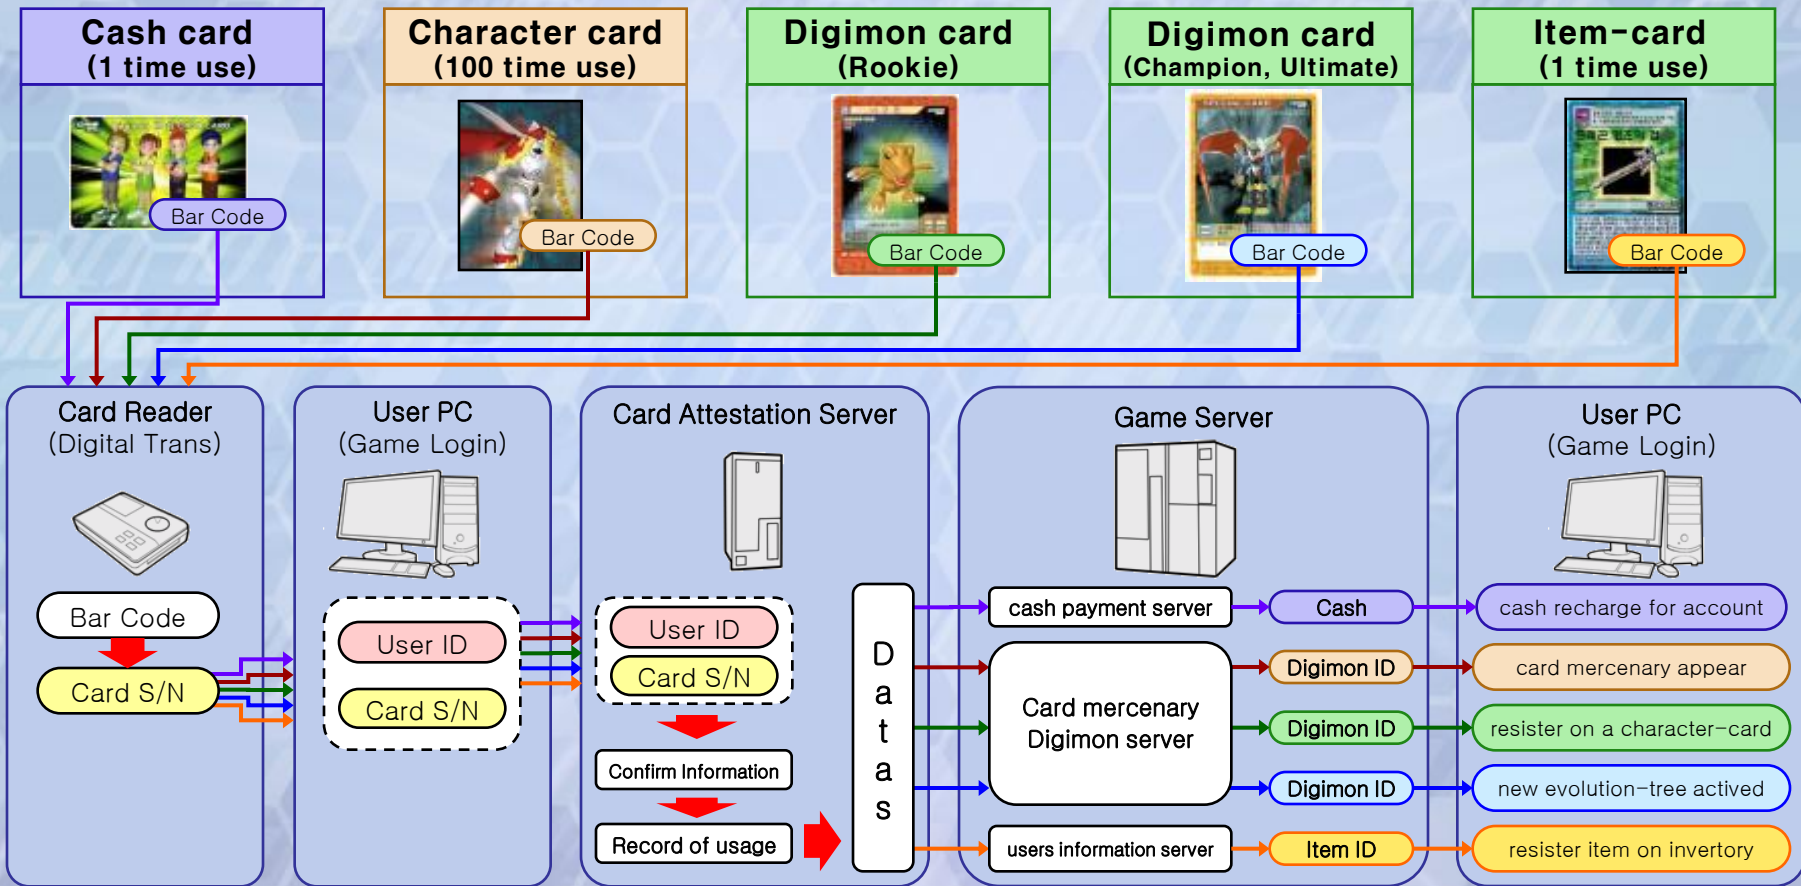 Cash card
(1 time use)
Character card
(100 time use)
Digimon card
(Rookie)
Digimon card
(Champion, Ultimate)
Item-card
(1 time use)
Bar Code
Bar Code
Bar Code
Bar Code
Bar Code
Card Reader
(Digital Trans)
User PC
(Game Login)
Card Attestation Server
Game Server
User PC
(Game Login)
Bar Code
Card S/N
User ID
Card S/N
User ID
Card S/N
Confirm Information
Record of usage
Datas
cash payment server
Card mercenary
Digimon server
users information server
Cash
Digimon ID
Digimon ID
Digimon ID
Item ID
cash recharge for account
card mercenary appear
resister on a character-card
new evolution-tree actived
resister item on invertory